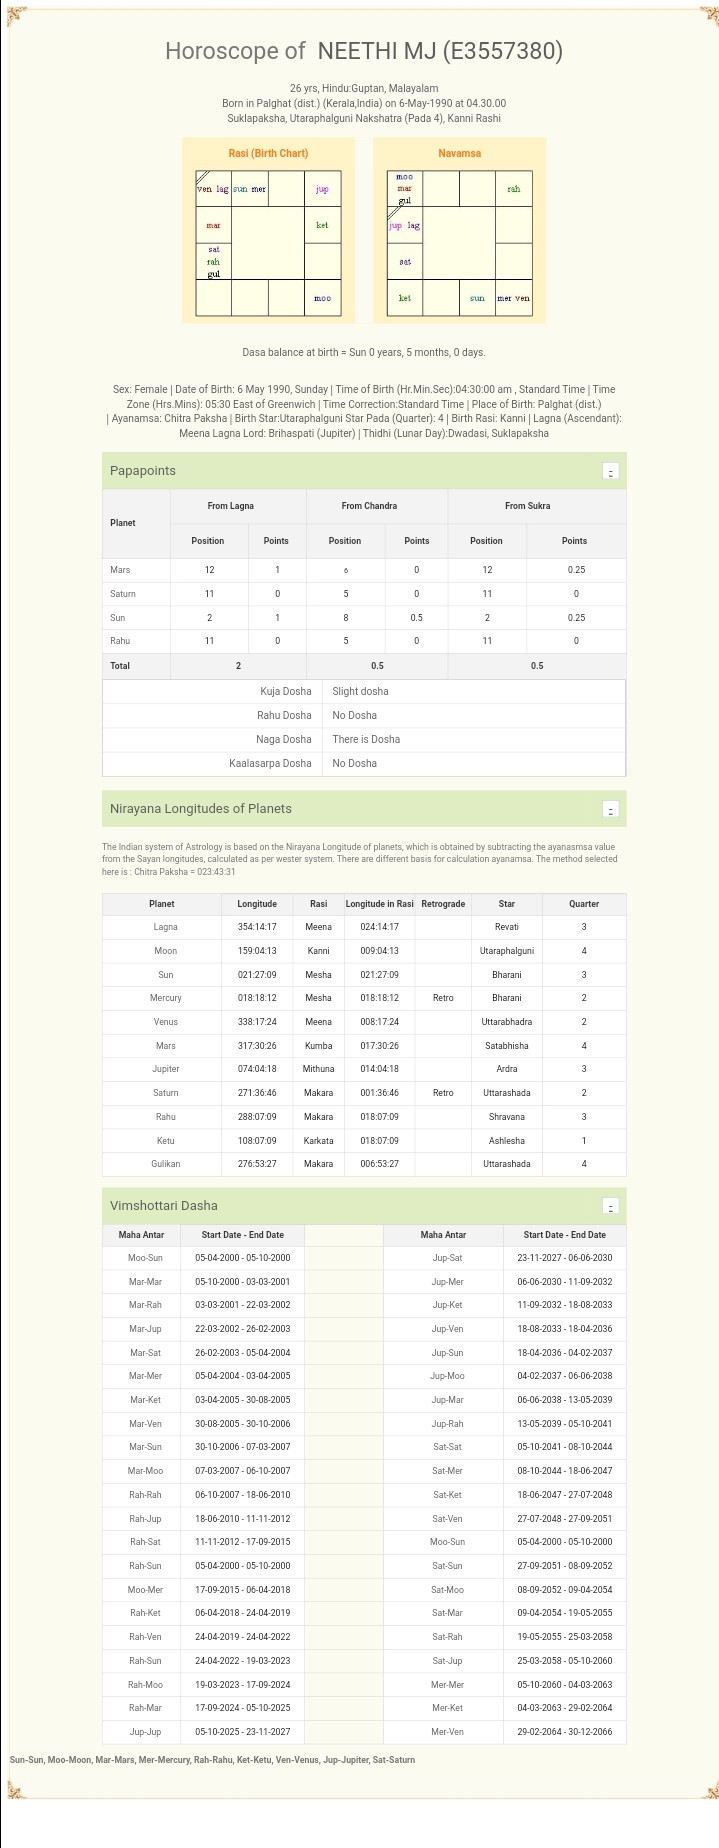 Horoscope of NEETHI MJ (E3557380)
26 yrs, Hindu:Guptan, Malayalam
Born in Palghat (dist.) (Kerala,India) on 6-May-1990 at 04.30.00
Suklapaksha, Utaraphalguni Nakshatra (Pada 4), Kanni Rashi
Rasi (Birth Chart) Navamsa
ven lag sun mer jup
mar ket
sat
rah
gul
moo
moo
mar
gul
rah
jup lag
sat
ket sun mer ven
Dasa balance at birth = Sun 0 years, 5 months, 0 days.
Sex: Female | Date of Birth: 6 May 1990, Sunday | Time of Birth (Hr.Min.Sec):04:30:00 am , Standard Time | Time
Zone (Hrs.Mins): 05:30 East of Greenwich | Time Correction:Standard Time | Place of Birth: Palghat (dist.)
| Ayanamsa: Chitra Paksha | Birth Star:Utaraphalguni Star Pada (Quarter): 4 | Birth Rasi: Kanni | Lagna (Ascendant):
Meena Lagna Lord: Brihaspati (Jupiter) | Thidhi (Lunar Day):Dwadasi, Suklapaksha
Papapoints -
Planet From Lagna From Chandra From Sukra
Position Points Position Points Position Points
Mars 12 1 6 0 12 0.25
Saturn 11 0 5 0 11 0
Sun 2 1 8 0.5 2 0.25
Rahu 11 0 5 0 11 0
Total 2 0.5 0.5
Kuja Dosha Slight dosha
Rahu Dosha No Dosha
Naga Dosha There is Dosha
Kaalasarpa Dosha No Dosha
Nirayana Longitudes of Planets -
The Indian system of Astrology is based on the Nirayana Longitude of planets, which is obtained by subtracting the ayanasmsa value
from the Sayan longitudes, calculated as per wester system. There are different basis for calculation ayanamsa. The method selected
here is : Chitra Paksha = 023:43:31
Planet Longitude Rasi Longitude in Rasi Retrograde Star Quarter
Lagna 354:14:17 Meena 024:14:17 Revati 3
Moon 159:04:13 Kanni 009:04:13 Utaraphalguni 4
Sun 021:27:09 Mesha 021:27:09 Bharani 3
Mercury 018:18:12 Mesha 018:18:12 Retro Bharani 2
Venus 338:17:24 Meena 008:17:24 Uttarabhadra 2
Mars 317:30:26 Kumba 017:30:26 Satabhisha 4
Jupiter 074:04:18 Mithuna 014:04:18 Ardra 3
Saturn 271:36:46 Makara 001:36:46 Retro Uttarashada 2
Rahu 288:07:09 Makara 018:07:09 Shravana 3
Ketu 108:07:09 Karkata 018:07:09 Ashlesha 1
Gulikan 276:53:27 Makara 006:53:27 Uttarashada 4
Vimshottari Dasha -
Maha Antar Start Date - End Date Maha Antar Start Date - End Date
Moo-Sun 05-04-2000 - 05-10-2000 Jup-Sat 23-11-2027 - 06-06-2030
Mar-Mar 05-10-2000 - 03-03-2001 Jup-Mer 06-06-2030 - 11-09-2032
Mar-Rah 03-03-2001 - 22-03-2002 Jup-Ket 11-09-2032 - 18-08-2033
Mar-Jup 22-03-2002 - 26-02-2003 Jup-Ven 18-08-2033 - 18-04-2036
Mar-Sat 26-02-2003 - 05-04-2004 Jup-Sun 18-04-2036 - 04-02-2037
Mar-Mer 05-04-2004 - 03-04-2005 Jup-Moo 04-02-2037 - 06-06-2038
Mar-Ket 03-04-2005 - 30-08-2005 Jup-Mar 06-06-2038 - 13-05-2039
Mar-Ven 30-08-2005 - 30-10-2006 Jup-Rah 13-05-2039 - 05-10-2041
Mar-Sun 30-10-2006 - 07-03-2007 Sat-Sat 05-10-2041 - 08-10-2044
Mar-Moo 07-03-2007 - 06-10-2007 Sat-Mer 08-10-2044 - 18-06-2047
Rah-Rah 06-10-2007 - 18-06-2010 Sat-Ket 18-06-2047 - 27-07-2048
Rah-Jup 18-06-2010 - 11-11-2012 Sat-Ven 27-07-2048 - 27-09-2051
Rah-Sat 11-11-2012 - 17-09-2015 Moo-Sun 05-04-2000 - 05-10-2000
Rah-Sun 05-04-2000 - 05-10-2000 Sat-Sun 27-09-2051 - 08-09-2052
Moo-Mer 17-09-2015 - 06-04-2018 Sat-Moo 08-09-2052 - 09-04-2054
Rah-Ket 06-04-2018 - 24-04-2019 Sat-Mar 09-04-2054 - 19-05-2055
Rah-Ven 24-04-2019 - 24-04-2022 Sat-Rah 19-05-2055 - 25-03-2058
Rah-Sun 24-04-2022 - 19-03-2023 Sat-Jup 25-03-2058 - 05-10-2060
Rah-Moo 19-03-2023 - 17-09-2024 Mer-Mer 05-10-2060 - 04-03-2063
Rah-Mar 17-09-2024 - 05-10-2025 Mer-Ket 04-03-2063 - 29-02-2064
Jup-Jup 05-10-2025 - 23-11-2027 Mer-Ven 29-02-2064 - 30-12-2066
Sun-Sun, Moo-Moon, Mar-Mars, Mer-Mercury, Rah-Rahu, Ket-Ketu, Ven-Venus, Jup-Jupiter, Sat-Saturn